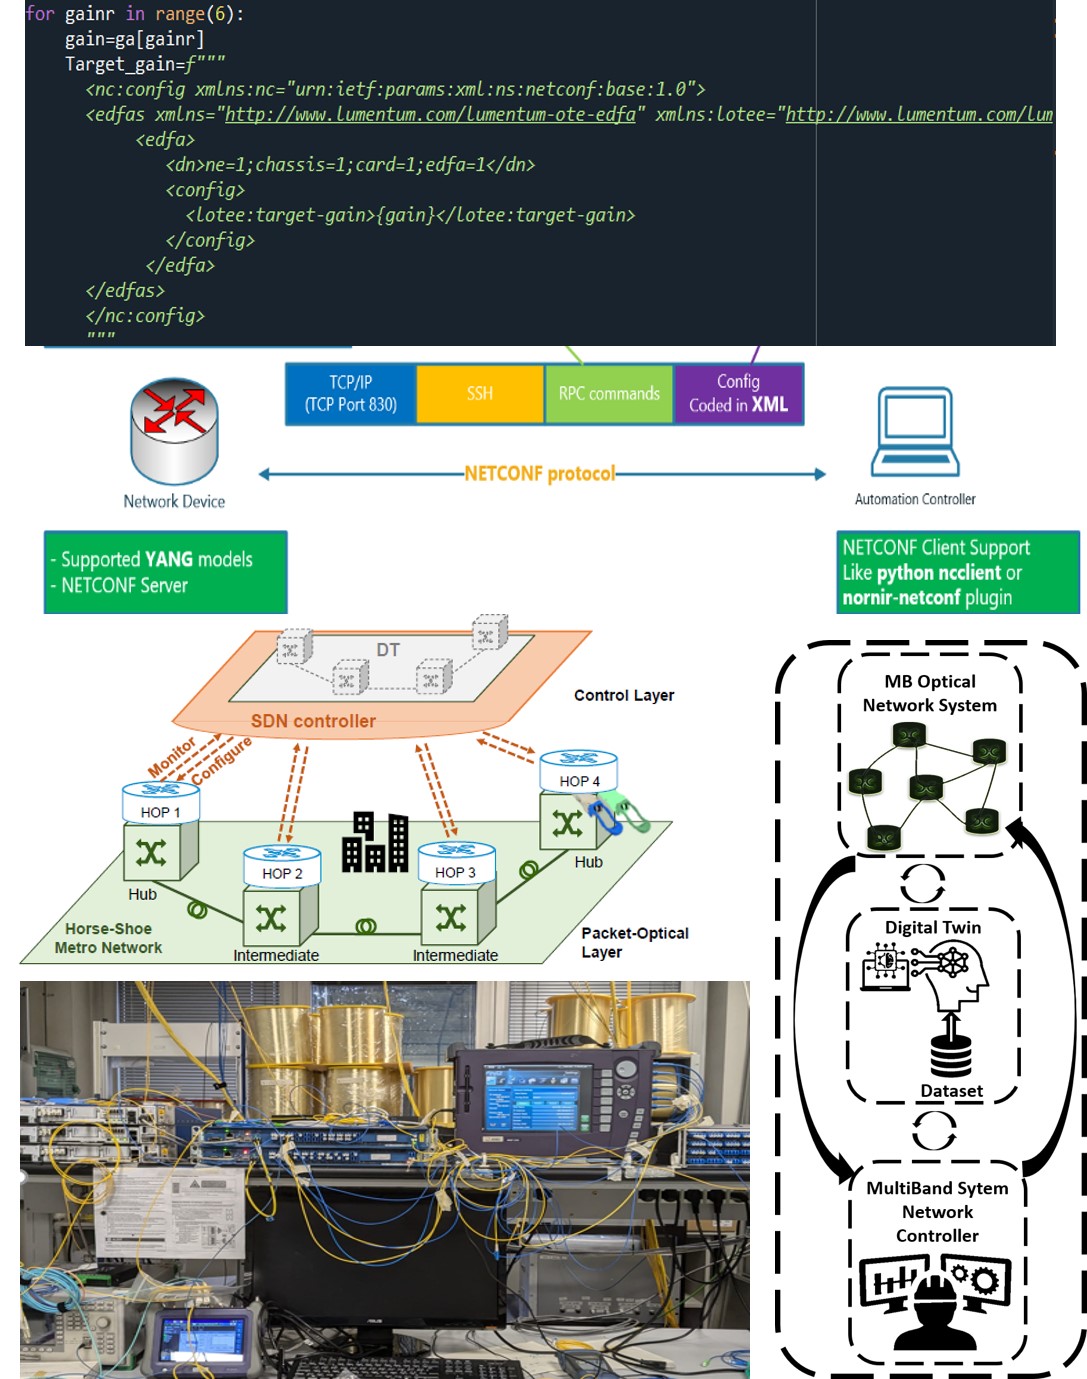 for gainr in range(6):
gain=ga[gainr]
Target_gain=f"""
<nc:config xmlns:nc="urn:ietf:params:xml:ns:netconf:base:1.0">
<edfas xmlns="http://www.lumentum.com/lumentum-ote-edfa" xmlns:lotee="http://www.lumentum.com/lum
<edfa>
<dn>ne=1;chassis=1;card=1;edfa=1</dn>
<config>
<lotee:target-gain>{gain}</lotee:target-gain>
</config>
</edfa>
</edfas>
</nc:config>
"""
TCP/IP
(TCP Port 830)
SSH
RPC commands
Config
Coded in XML
NETCONF protocol
Network Device
Automation Controller
- Supported YANG models
- NETCONF Server
NETCONF Client Support
Like python ncclient or
nornir-netconf plugin
DT
SDN controller
Control Layer
Monitor
Configure
HOP 1
HOP 2
HOP 3
HOP 4
Hub
Hub
Horse-Shoe
Metro Network
Intermediate
Intermediate
Packet-Optical
Layer
MB Optical
Network System
Digital Twin
Dataset
MultiBand Sytem
Network
Controller
ASUS